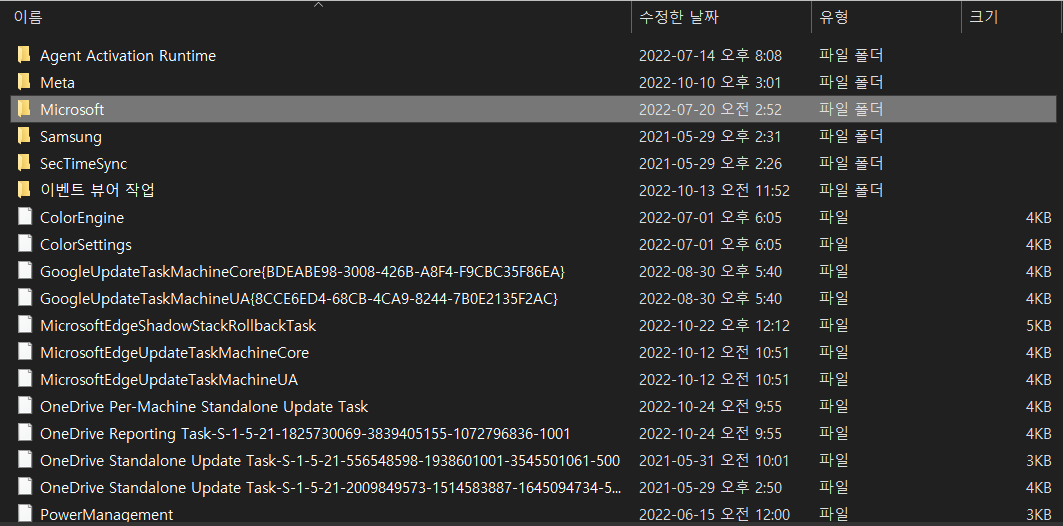 이름 수정한 날짜 유형 크기
Agent Activation Runtime 2022-07-14 오후 8:08 파일 폴더
Meta 2022-10-10 오후 3:01 파일 폴더
Microsoft 2022-07-20 오전 2:52 파일 폴더
Samsung 2021-05-29 오후 2:31 파일 폴더
SecTimeSync 2021-05-29 오후 2:26 파일 폴더
이벤트 뷰어 작업 2022-10-13 오전 11:52 파일 폴더
ColorEngine 2022-07-01 오후 6:05 파일 4KB
ColorSettings 2022-07-01 오후 6:05 파일 4KB
GoogleUpdateTaskMachineCore{BDEABE98-3008-426B-A8F4-F9CBC35F86EA} 2022-08-30 오후 5:40 파일 4KB
GoogleUpdateTaskMachineUA{8CCE6ED4-68CB-4CA9-8244-7B0E2135F2AC} 2022-08-30 오후 5:40 파일 4KB
MicrosoftEdgeShadowStackRollbackTask 2022-10-22 오후 12:12 파일 5KB
MicrosoftEdgeUpdateTaskMachineCore 2022-10-12 오전 10:51 파일 4KB
MicrosoftEdgeUpdateTaskMachineUA 2022-10-12 오전 10:51 파일 4KB
OneDrive Per-Machine Standalone Update Task 2022-10-24 오후 9:55 파일 4KB
OneDrive Reporting Task-S-1-5-21-1825730069-3839405155-1072796836-1001 2022-10-24 오후 9:55 파일 4KB
OneDrive Standalone Update Task-S-1-5-21-556548598-1938601001-3545501061-500 2021-05-31 오전 10:01 파일 3KB
OneDrive Standalone Update Task-S-1-5-21-2009849573-1514583887-1645094734-5... 2021-05-29 오후 2:50 파일 4KB
PowerManagement 2022-06-15 오전 12:00 파일 3KB